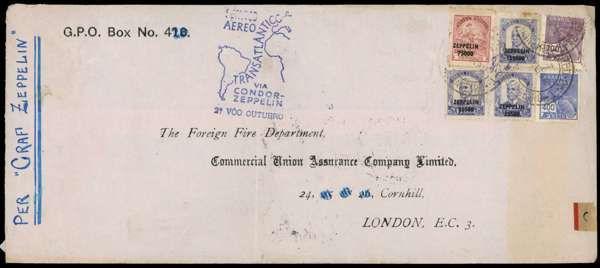 PER "GRAF ZEPPELIN"
G.P.O. Box No. 420.
AEREO
TRANSATLANTICO
VIA
CONDOR-
ZEPPELIN
2º VOO OUTUBRO
ZEPPELIN
ZEPPELIN
ZEPPELIN
ZEPPELIN
The Foreign Fire Department,
Commercial Union Assurance Company Limited,
24, Cornhill,
LONDON, E.C. 3.